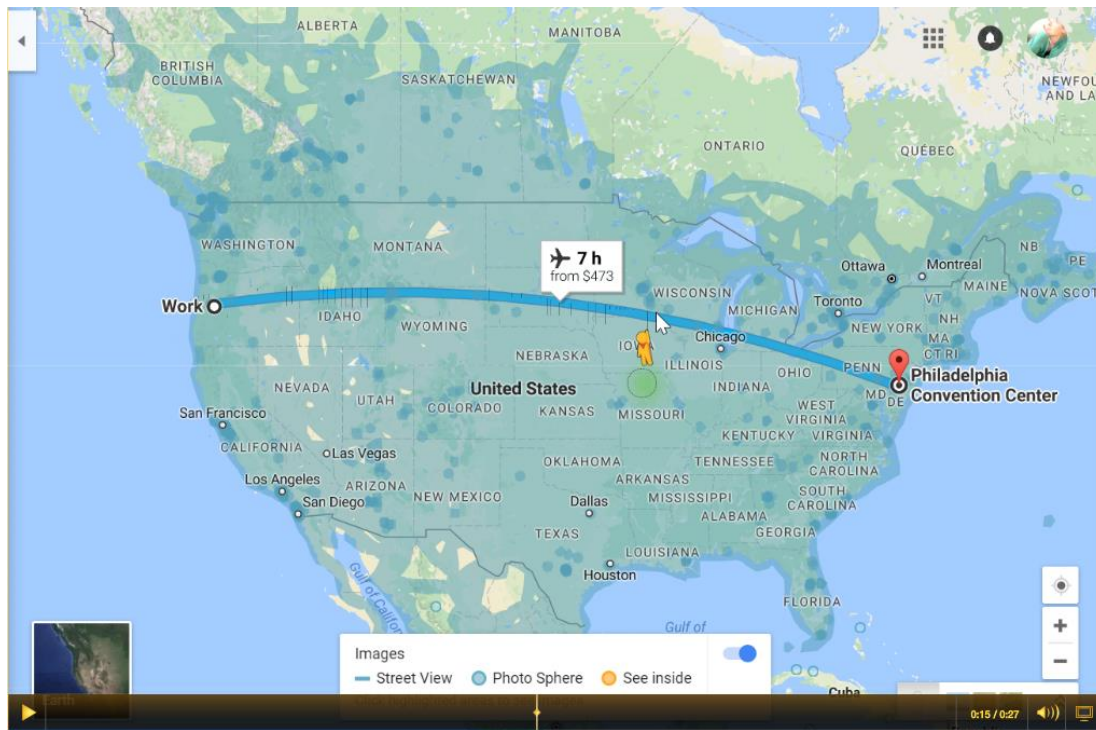 ALBERTA
MANITOBA
BRITISH
COLUMBIA
SASKATCHEWAN
NEWFOU
AND LA
ONTARIO
QUÉBEC
WASHINGTON
MONTANA
7 h
from $473
Ottawa
Montreal
NB
PE
MAINE
NOVA SCOT
WISCONSIN
MICHIGAN
Toronto
VT
NH
Work
IDAHO
WYOMING
NEW YORK
MA
CT RI
IOWA
Chicago
NEBRASKA
ILLINOIS
INDIANA
OHIO
PENN
MD
DE
Philadelphia
Convention Center
NEVADA
UTAH
United States
COLORADO
KANSAS
MISSOURI
WEST
VIRGINIA
KENTUCKY
VIRGINIA
San Francisco
CALIFORNIA
Las Vegas
OKLAHOMA
TENNESSEE
NORTH
CAROLINA
Los Angeles
San Diego
ARIZONA
NEW MEXICO
ARKANSAS
MISSISSIPPI
SOUTH
CAROLINA
Dallas
ALABAMA
GEORGIA
TEXAS
LOUISIANA
Houston
FLORIDA
Gulf of Califor
Gulf of
Images
Street View
Photo Sphere
See inside
Earth
Cuba
0:15 / 0:27